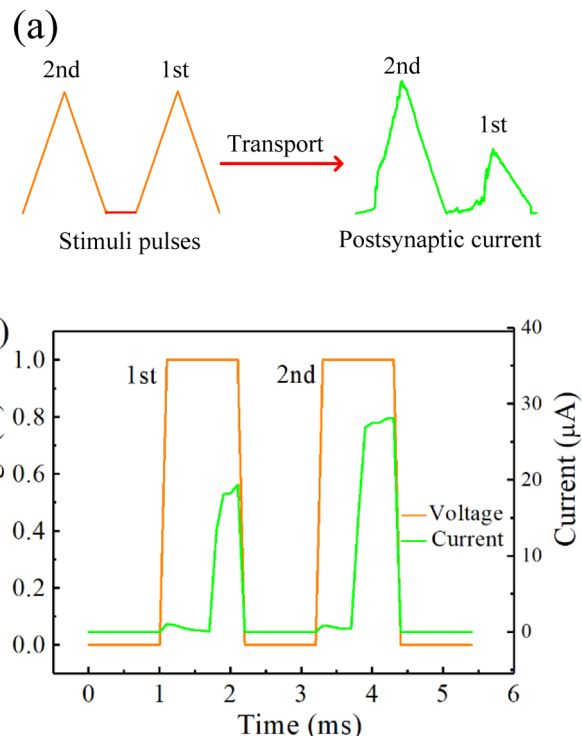 (a)
2nd 1st 2nd 1st
Transport
Stimuli pulses Postsynaptic current
1st 2nd
1.0
0.8
0.6
0.4
0.2
0.0
40
30
20
10
0
Current (μA)
Voltage
Current
0 1 2 3 4 5 6
Time (ms)